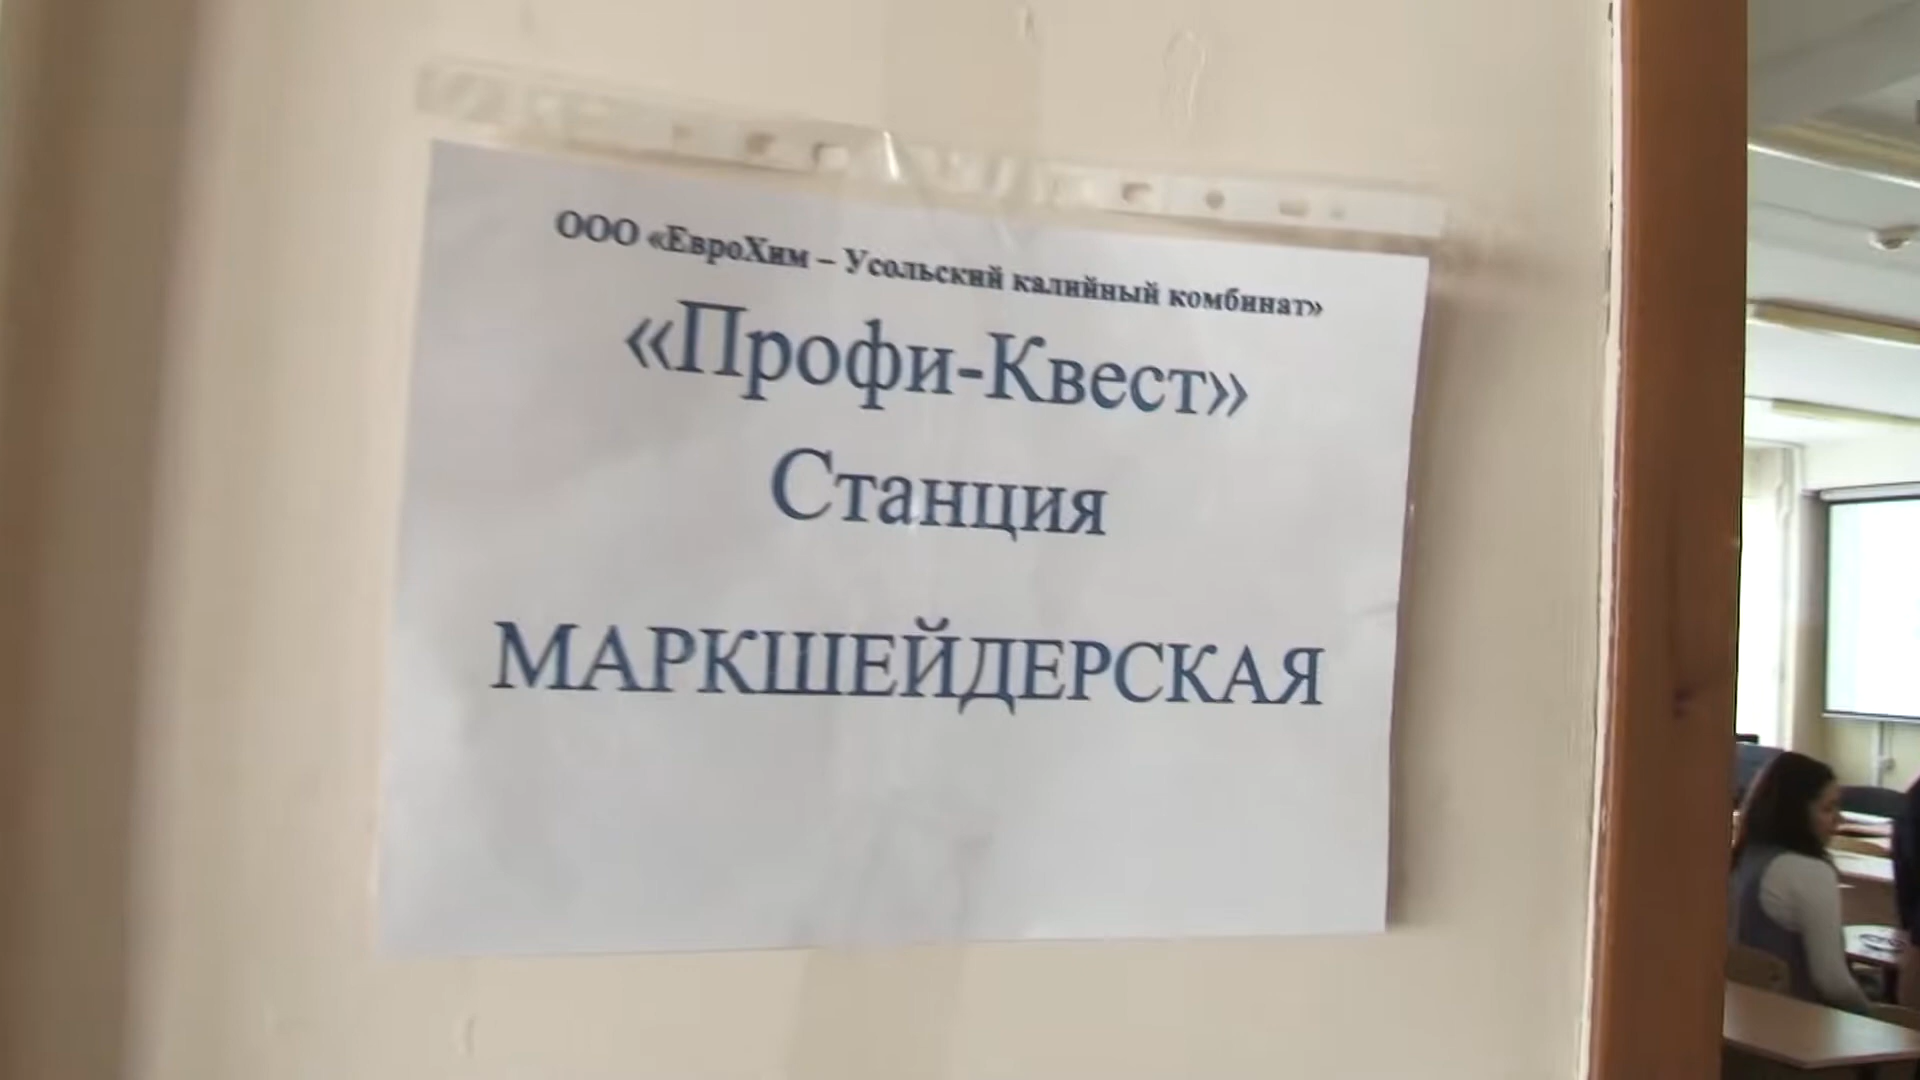 ООО «ЕвроХим – Усольский калийный комбинат»
«Профи-Квест»
Станция
МАРКШЕЙДЕРСКАЯ